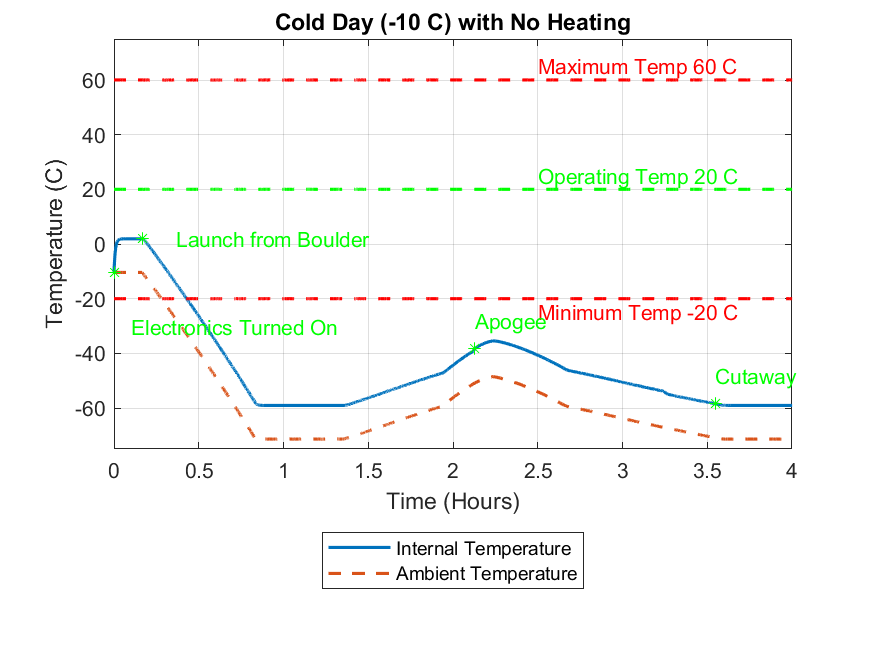 Cold Day (-10 C) with No Heating
Maximum Temp 60 C
Operating Temp 20 C
Launch from Boulder
Minimum Temp -20 C
Electronics Turned On
Apogee
Cutaway
Temperature (C)
60
40
20
0
-20
-40
-60
0 0.5 1 1.5 2 2.5 3 3.5 4
Time (Hours)
Internal Temperature
Ambient Temperature